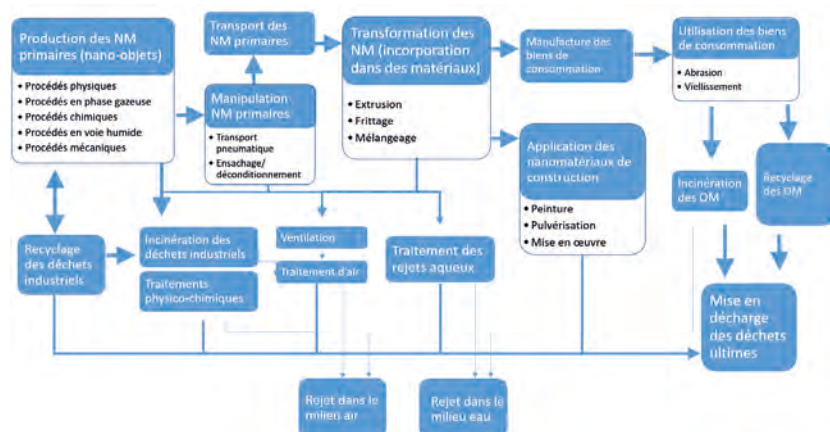 Production des NM
primaires (nano-objets)
• Procédés physiques
• Procédés en phase gazeuse
• Procédés chimiques
• Procédés en voie humide
• Procédés mécaniques
Transport des
NM primaires
Manipulation
NM primaires
• Transport
pneumatique
• Ensachage/
déconditionnement
Transformation des
NM (incorporation
dans des matériaux)
• Extrusion
• Frittage
• Mélangeage
Manufacture des
biens de
consommation
Utilisation des biens
de consommation
• Abrasion
• Viellissement
Application des
nanomatériaux de
construction
• Peinture
• Pulvérisation
• Mise en œuvre
Incinération
des OM
Recyclage
des OM
Recyclage
des déchets
industriels
Incinération des
déchets industriels
Traitements
physico-chimiques
Ventilation
Traitement d'air
Traitement des
rejets aqueux
Mise en
décharge
des déchets
ultimes
Rejet dans le
milieu air
Rejet dans le
milieu eau